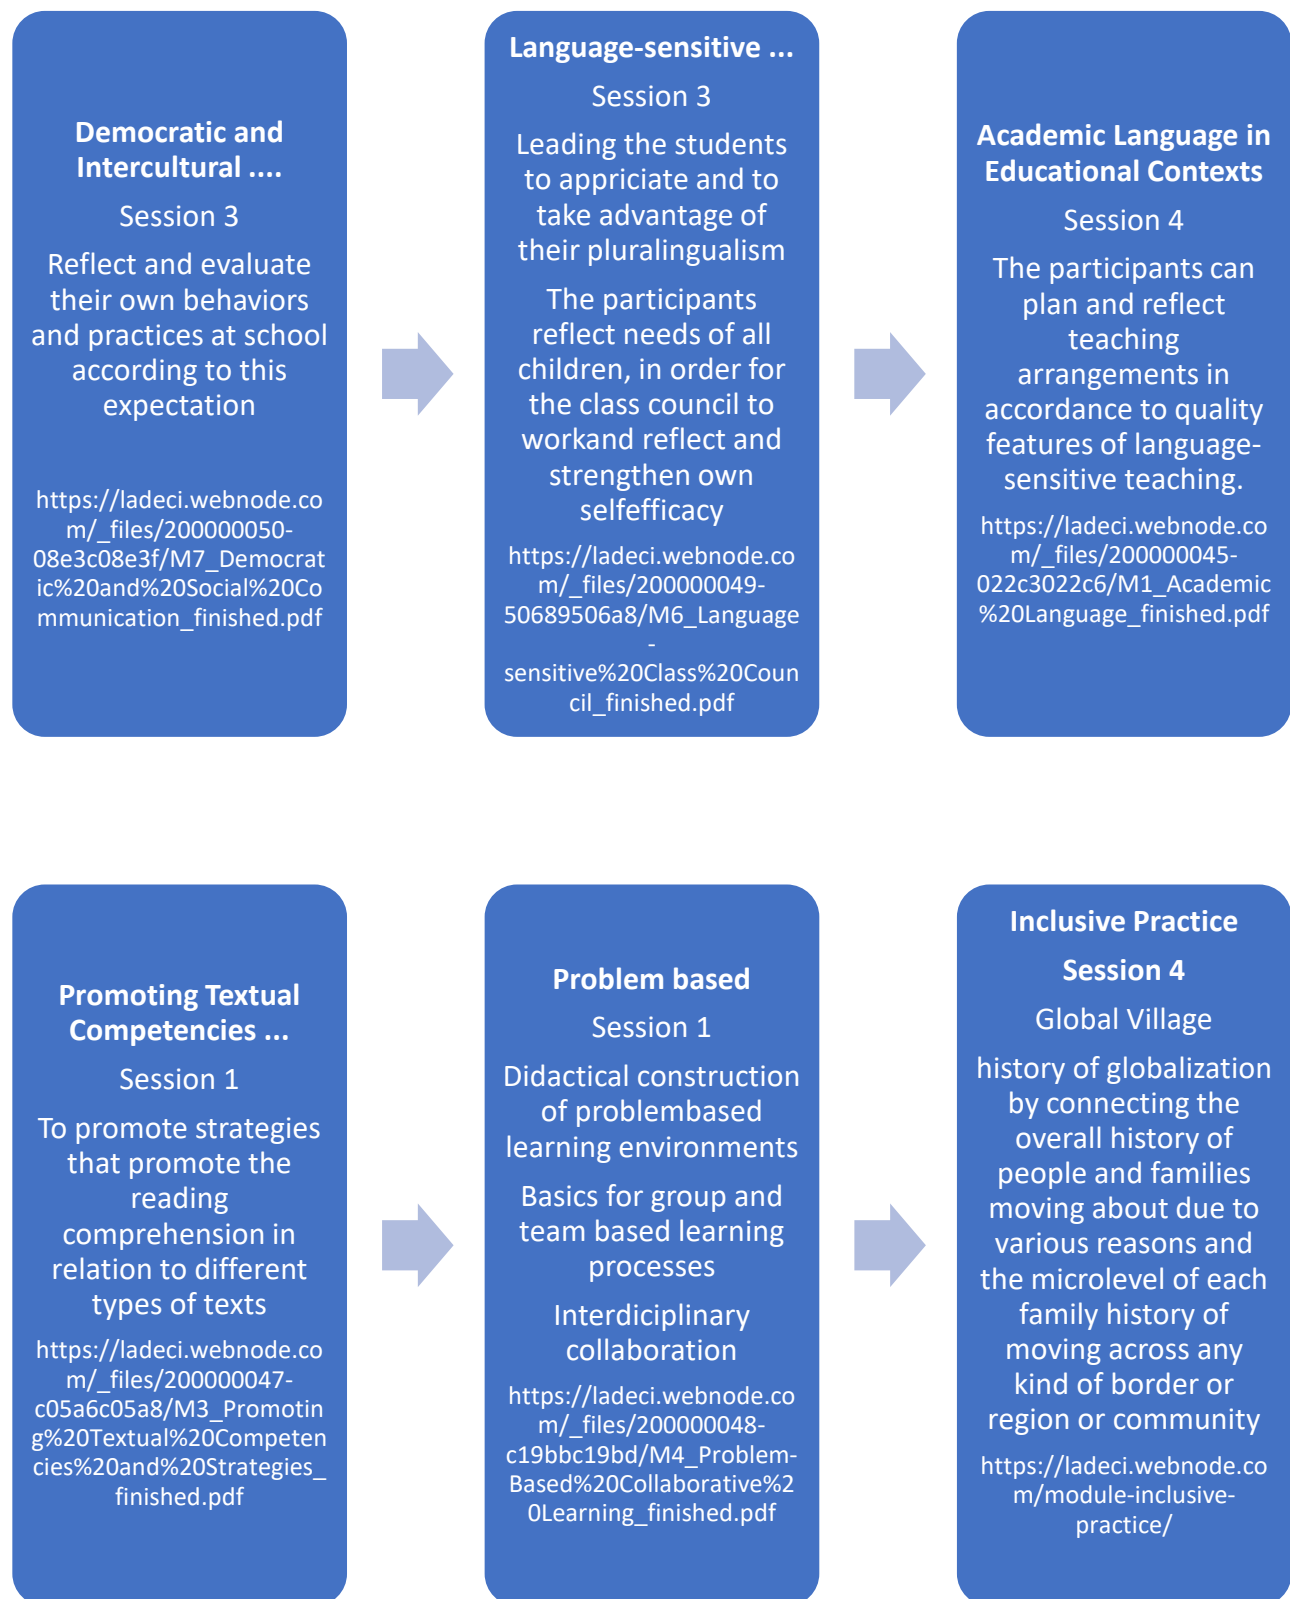 Democratic and
Intercultural ....
Session 3
Reflect and evaluate
their own behaviors
and practices at school
according to this
expectation
https://ladeci.webnode.co
m/_files/200000050-
08e3c08e3f/M7_Democrat
ic%20and%20Social%20Co
mmunication_finished.pdf
Language-sensitive ...
Session 3
Leading the students
to appriciate and to
take advantage of
their pluralingualism
The participants
reflect needs of all
children, in order for
the class council to
workand reflect and
strengthen own
selfefficacy
https://ladeci.webnode.co
m/_files/200000049-
50689506a8/M6_Language
-
sensitive%20Class%20Coun
cil_finished.pdf
Academic Language in
Educational Contexts
Session 4
The participants can
plan and reflect
teaching
arrangements in
accordance to quality
features of language-
sensitive teaching.
https://ladeci.webnode.co
m/_files/200000045-
022c3022c6/M1_Academic
%20Language_finished.pdf
Promoting Textual
Competencies ...
Session 1
To promote strategies
that promote the
reading
comprehension in
relation to different
types of texts
https://ladeci.webnode.co
m/_files/200000047-
c05a6c05a8/M3_Promotin
g%20Textual%20Competen
cies%20and%20Strategies_
finished.pdf
Problem based
Session 1
Didactical construction
of problembased
learning environments
Basics for group and
team based learning
processes
Interdiciplinary
collaboration
https://ladeci.webnode.co
m/_files/200000048-
c19bbc19bd/M4_Problem-
Based%20Collaborative%2
0Learning_finished.pdf
Inclusive Practice
Session 4
Global Village
history of globalization
by connecting the
overall history of
people and families
moving about due to
various reasons and
the microlevel of each
family history of
moving across any
kind of border or
region or community
https://ladeci.webnode.co
m/module-inclusive-
practice/